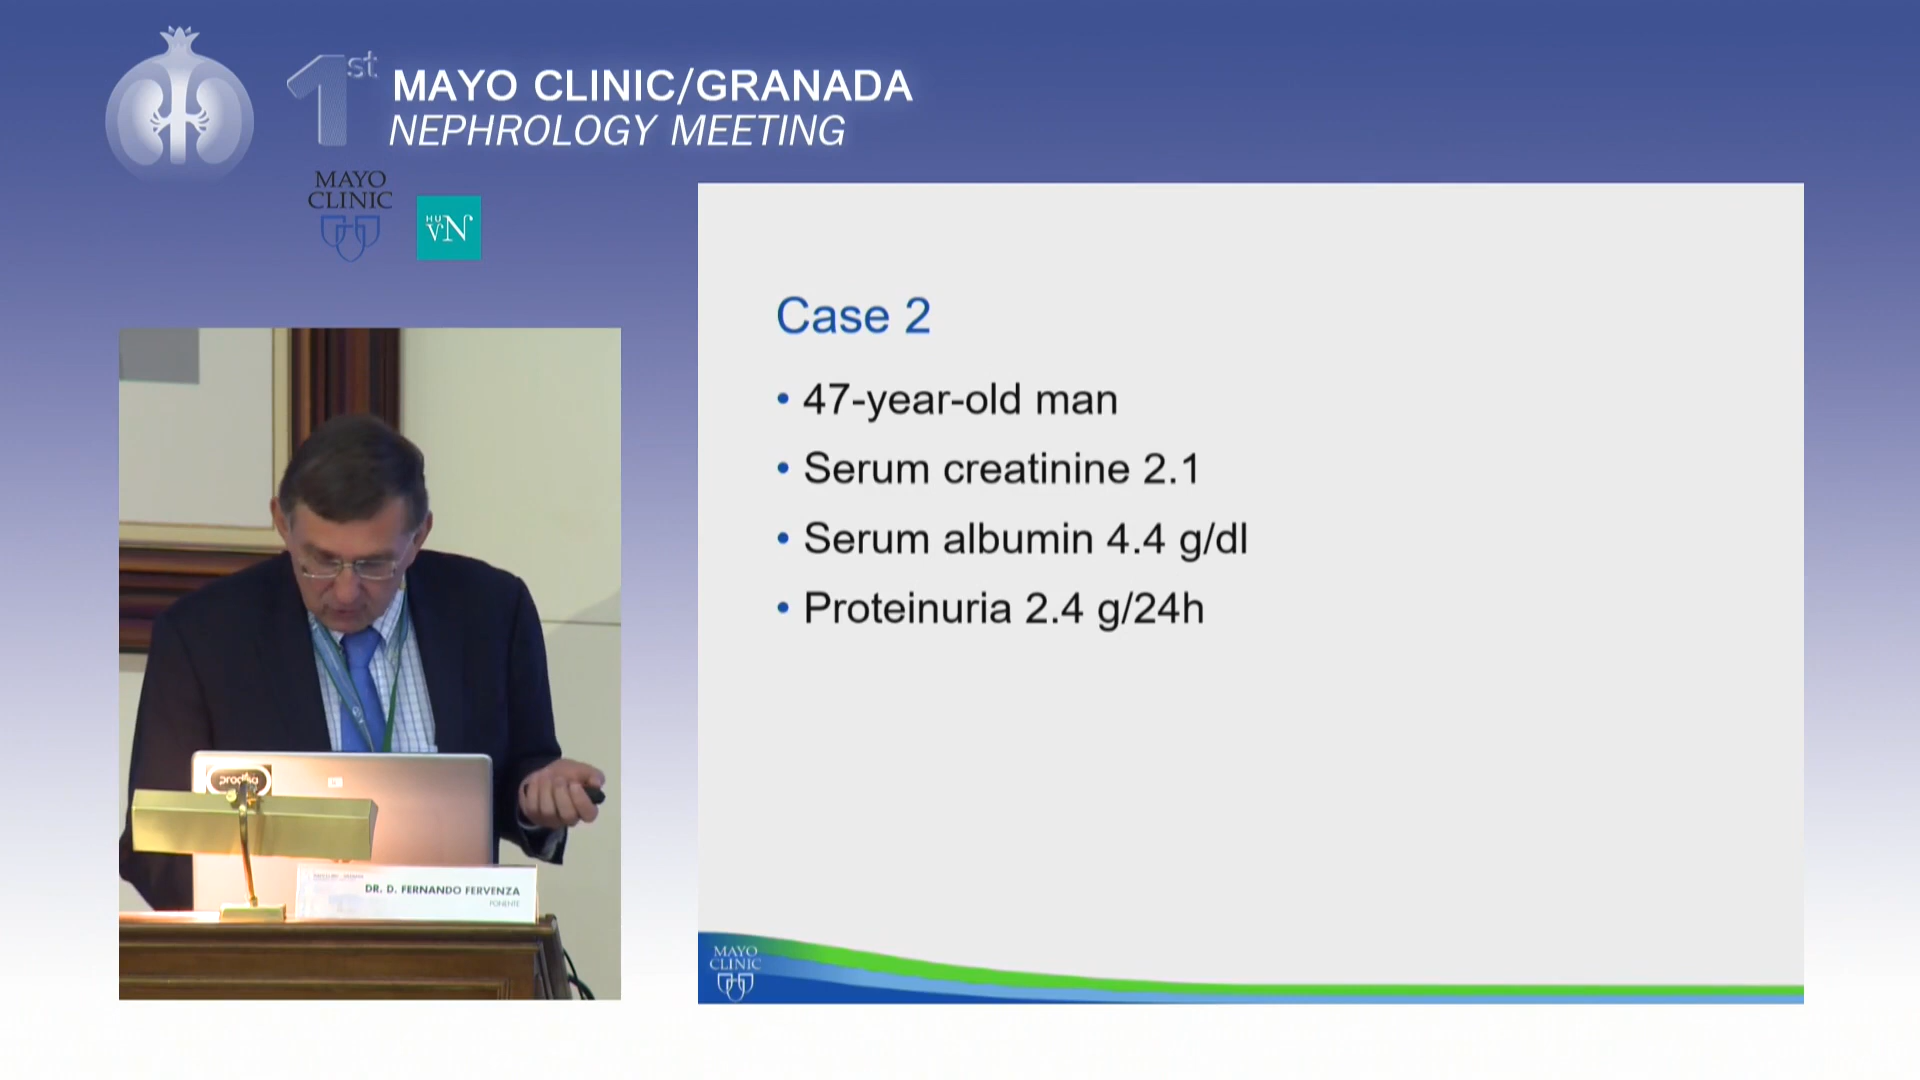 1st MAYO CLINIC/GRANADA
NEPHROLOGY MEETING
MAYO
CLINIC
HU
VN
Case 2
• 47-year-old man
• Serum creatinine 2.1
• Serum albumin 4.4 g/dl
• Proteinuria 2.4 g/24h
DR. D. FERNANDO FERVENZA
PONENTE
MAYO
CLINIC